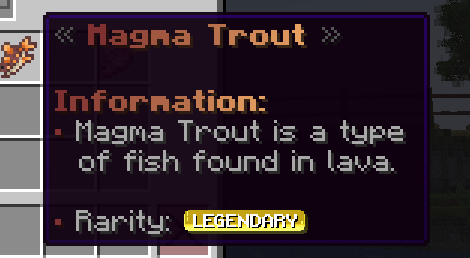 « Magma Trout »
Information:
• Magma Trout is a type
of fish found in lava.
• Rarity: LEGENDARY